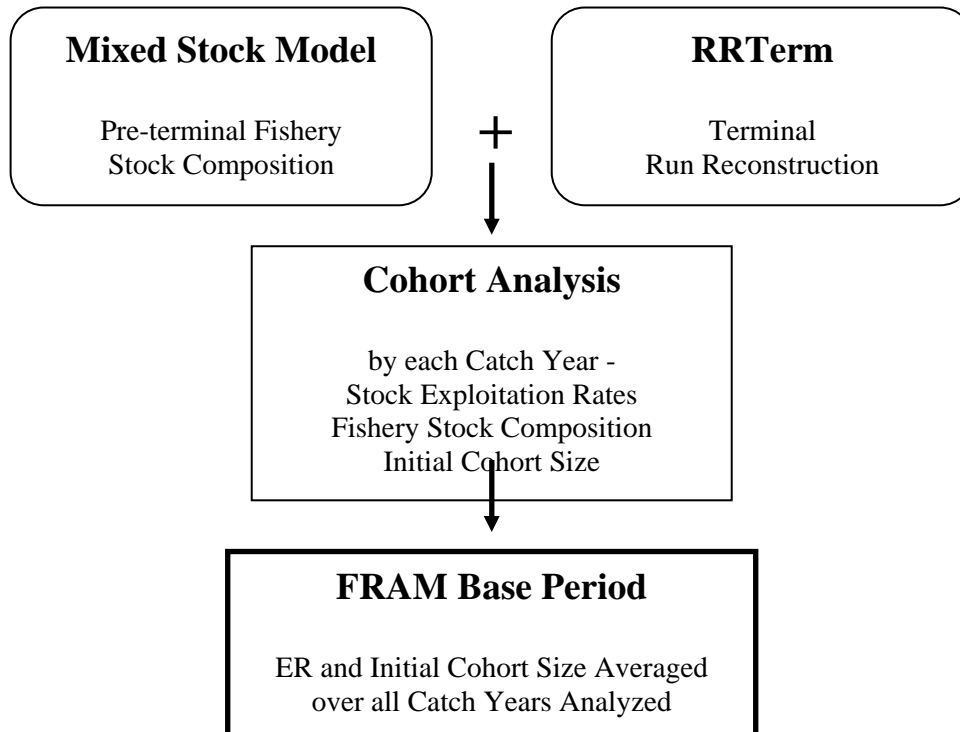 Mixed Stock Model
Pre-terminal Fishery
Stock Composition
+
RRTerm
Terminal
Run Reconstruction
Cohort Analysis
by each Catch Year -
Stock Exploitation Rates
Fishery Stock Composition
Initial Cohort Size
FRAM Base Period
ER and Initial Cohort Size Averaged
over all Catch Years Analyzed